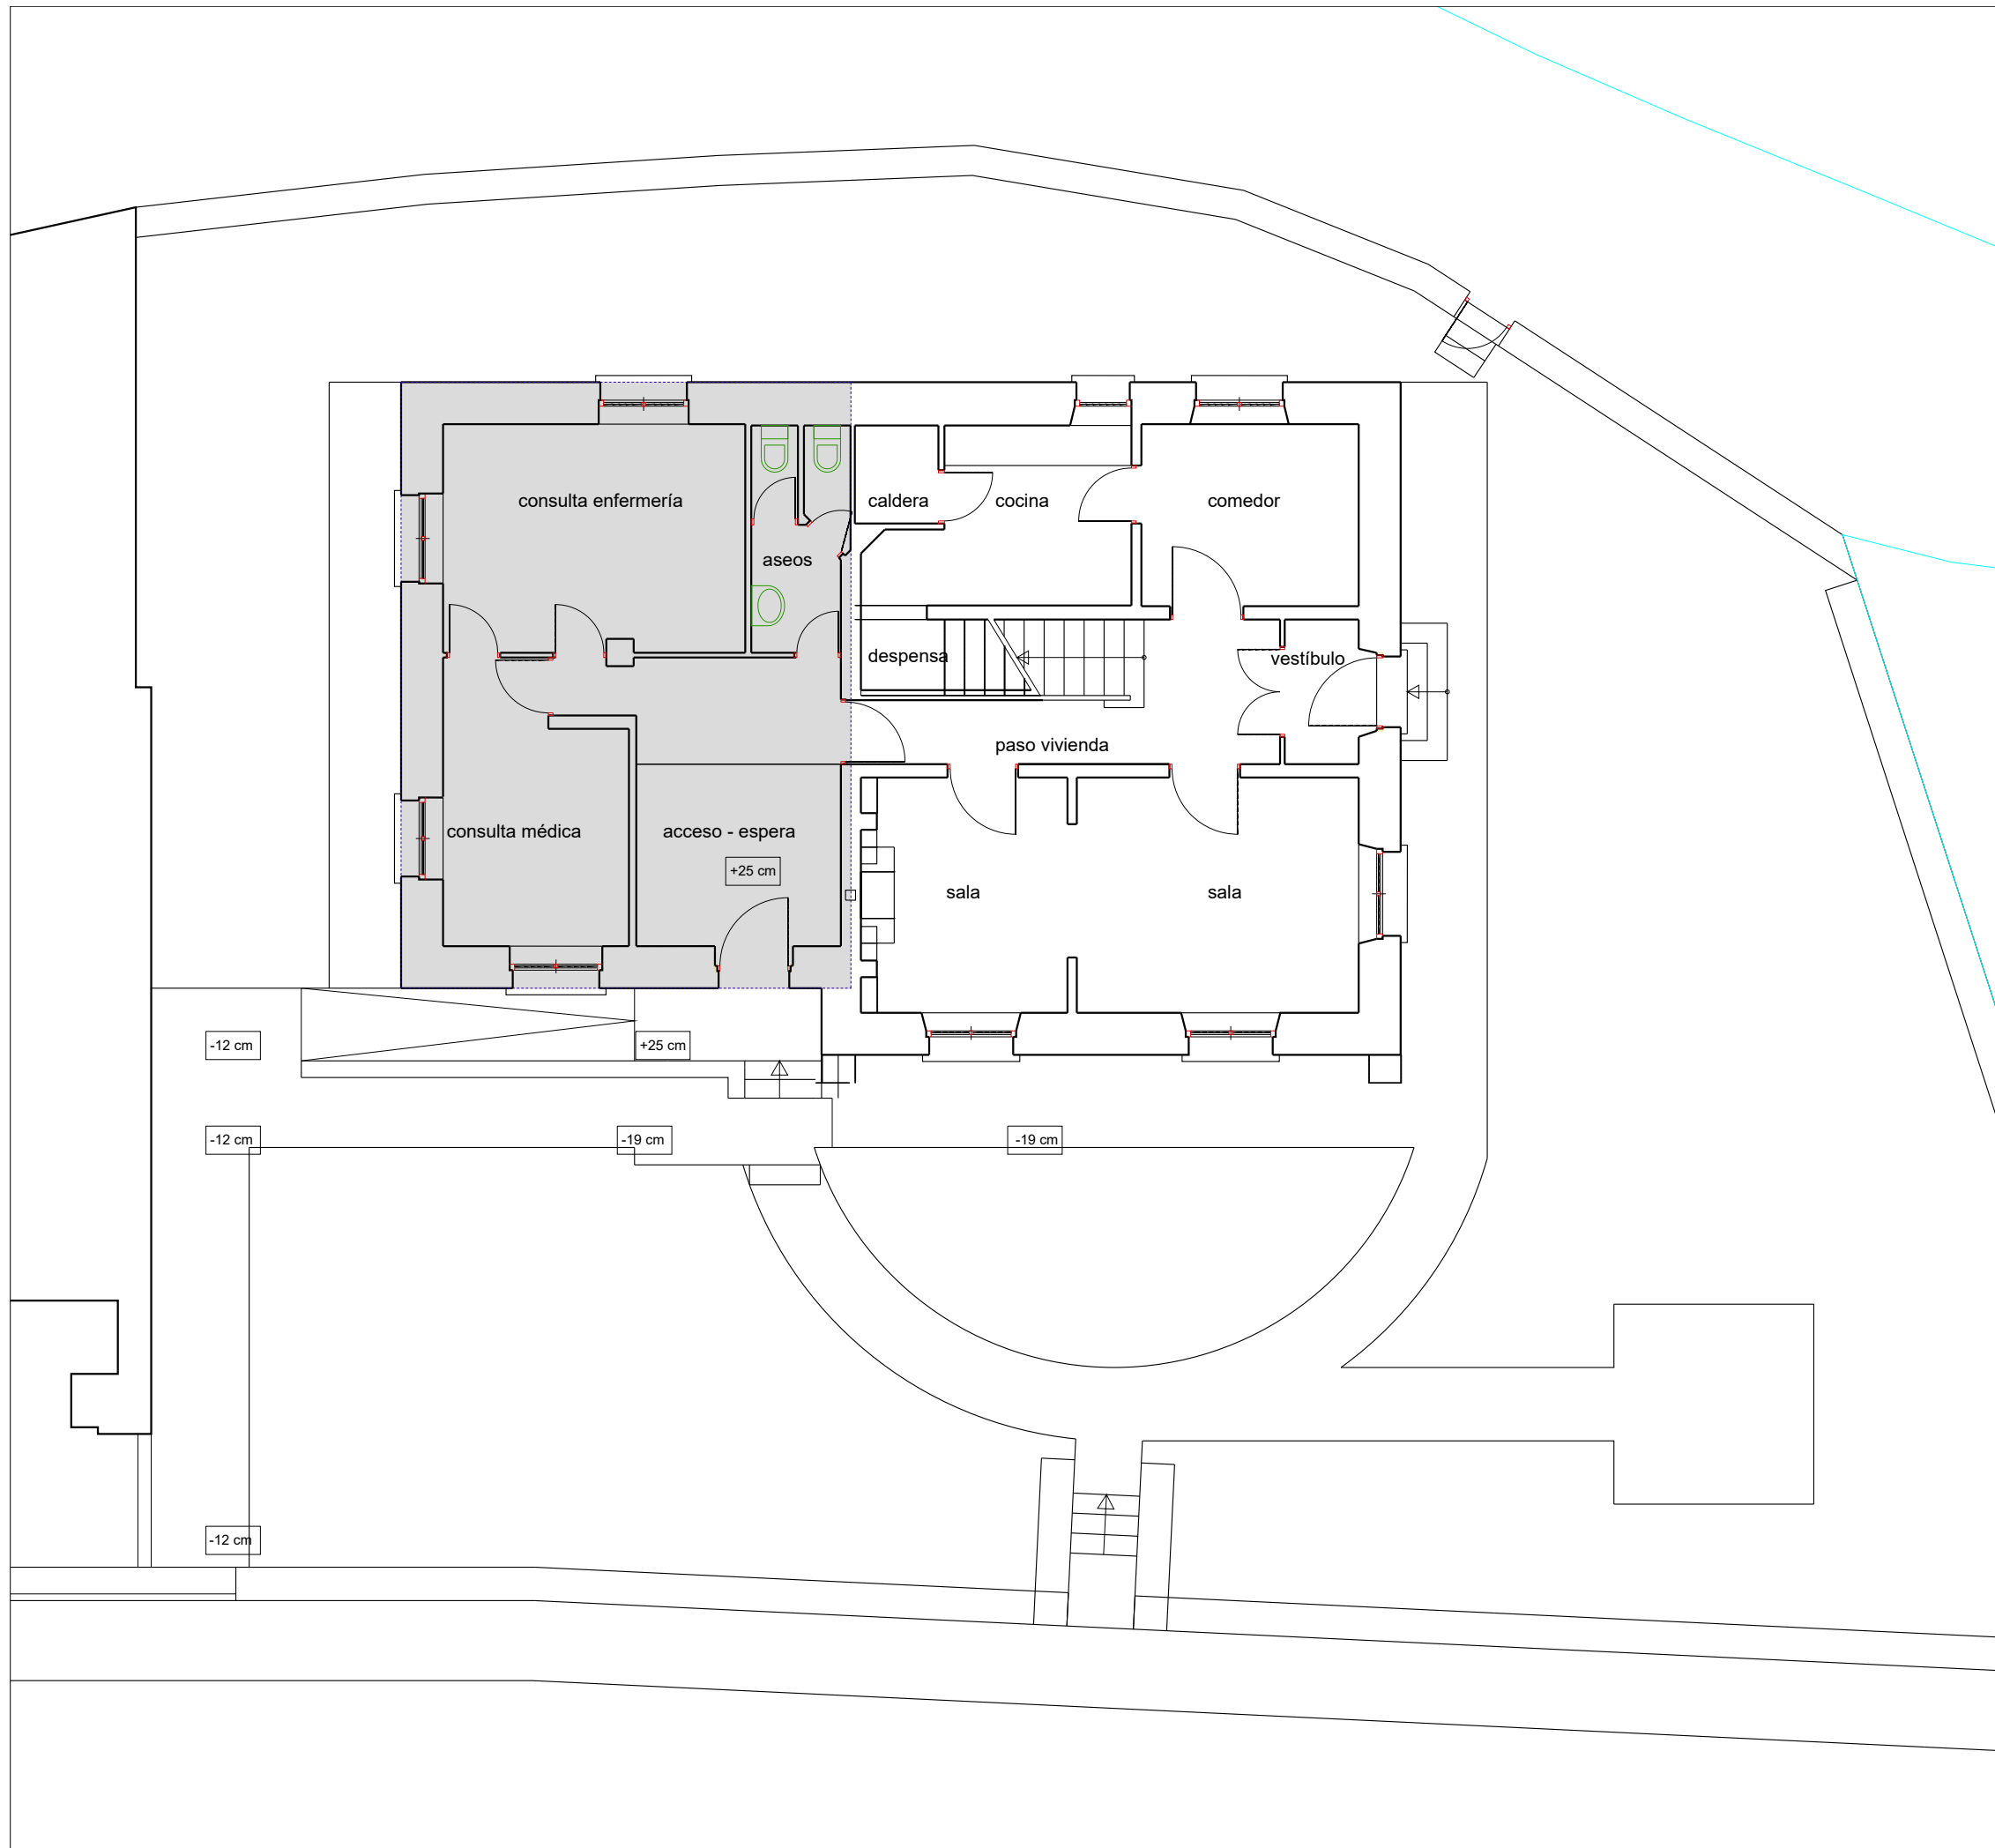 consulta enfermería
caldera
cocina
comedor
aseos
despensa
vestíbulo
paso vivienda
consulta médica
acceso - espera
+25 cm
sala
sala
-12 cm
+25 cm
-12 cm
-19 cm
-19 cm
-12 cm